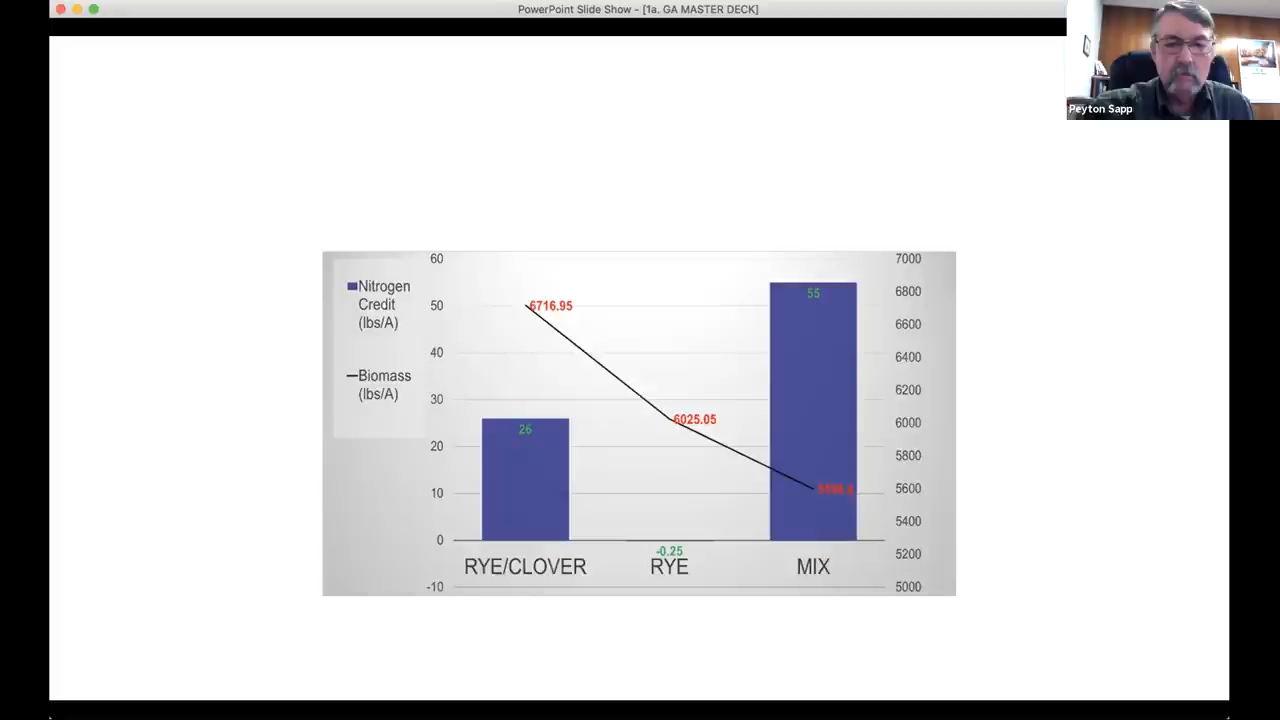 PowerPoint Slide Show - [1a. GA MASTER DECK]
Peyton Sapp
Nitrogen
Credit
(lbs/A)
Biomass
(lbs/A)
60
50
40
30
20
10
0
-10
6716.95
6025.05
26
-0.25
55
RYE/CLOVER
RYE
MIX
7000
6800
6600
6400
6200
6000
5800
5600
5400
5200
5000